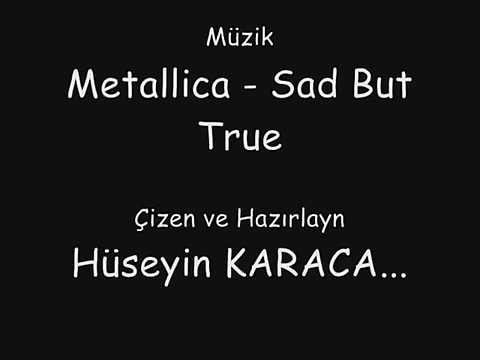 Müzik
Metallica - Sad But
True
Çizen ve Hazırlayn
Hüseyin KARACA...